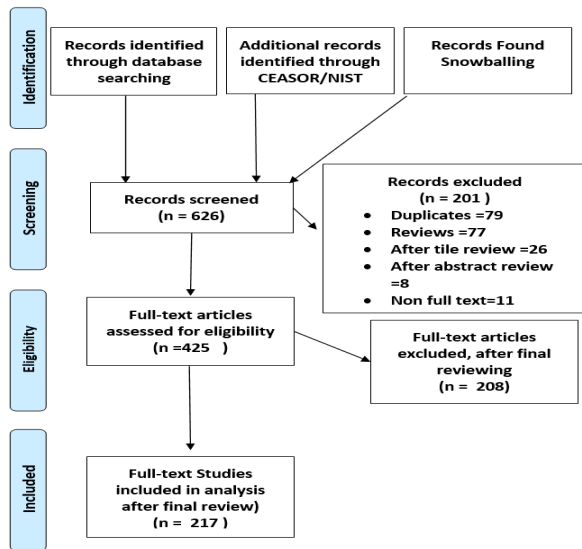 Identification
Records identified
through database
searching
Additional records
identified through
CEASOR/NIST
Records Found
Snowballing
Screening
Records screened
(n = 626)
Records excluded
(n = 201 )
• Duplicates =79
• Reviews =77
• After tile review =26
• After abstract review
=8
• Non full text=11
Eligibility
Full-text articles
assessed for eligibility
(n =425 )
Full-text articles
excluded, after final
reviewing
(n = 208)
Included
Full-text Studies
included in analysis
after final review)
(n = 217 )